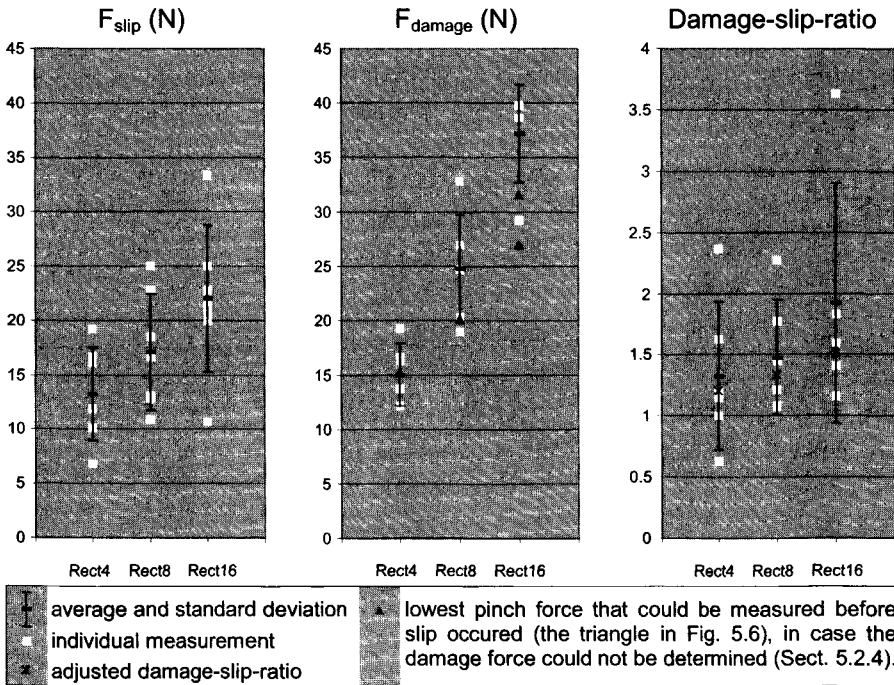 F_slip (N)
45
40
35
30
25
20
15
10
5
0
Rect4 Rect8 Rect16
F_damage (N)
45
40
35
30
25
20
15
10
5
0
Rect4 Rect8 Rect16
Damage-slip-ratio
4
3.5
3
2.5
2
1.5
1
0.5
0
Rect4 Rect8 Rect16
average and standard deviation
individual measurement
adjusted damage-slip-ratio
lowest pinch force that could be measured before
slip occured (the triangle in Fig. 5.6), in case the
damage force could not be determined (Sect. 5.2.4).